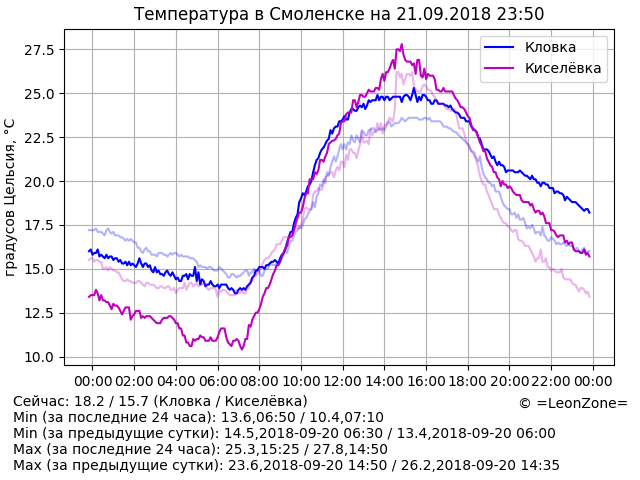 Температура в Смоленске на 21.09.2018 23:50
градусов Цельсия, °C
27.5
25.0
22.5
20.0
17.5
15.0
12.5
10.0
Кловка
Киселёвка
00:00 02:00 04:00 06:00 08:00 10:00 12:00 14:00 16:00 18:00 20:00 22:00 00:00
Сейчас: 18.2 / 15.7 (Кловка / Киселёвка)
© =LeonZone=
Min (за последние 24 часа): 13.6,06:50 / 10.4,07:10
Min (за предыдущие сутки): 14.5,2018-09-20 06:30 / 13.4,2018-09-20 06:00
Max (за последние 24 часа): 25.3,15:25 / 27.8,14:50
Max (за предыдущие сутки): 23.6,2018-09-20 14:50 / 26.2,2018-09-20 14:35